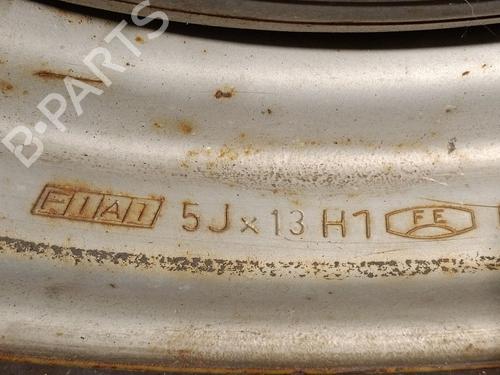 B-PARTS
FIAT 5J x 13 H1 FE